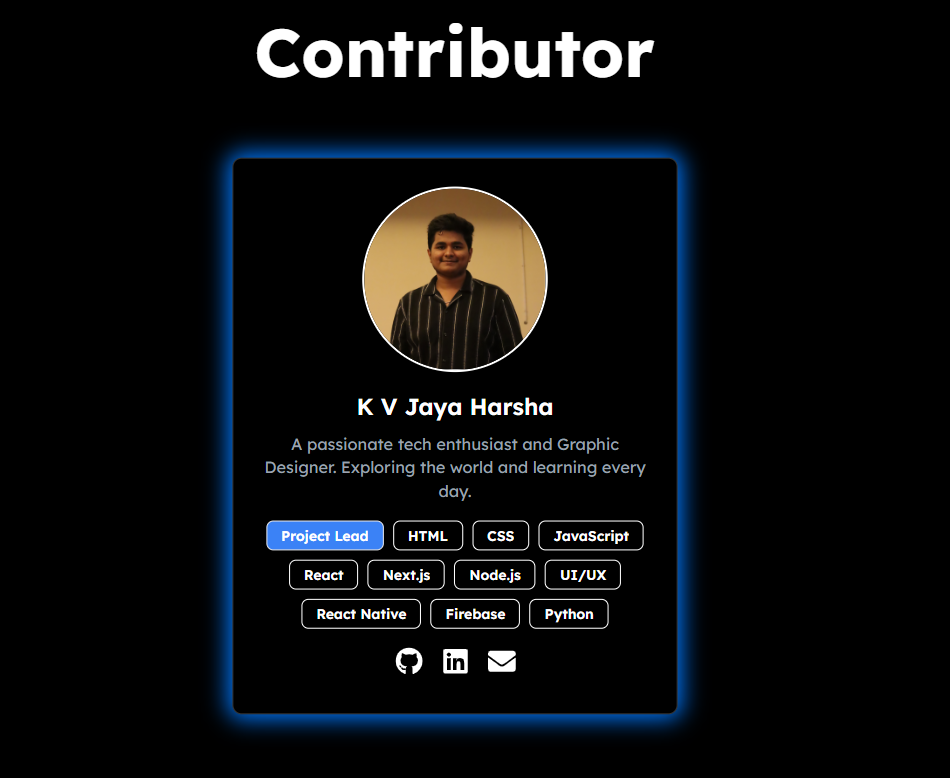 Contributor
K V Jaya Harsha
A passionate tech enthusiast and Graphic
Designer. Exploring the world and learning every
day.
Project Lead HTML CSS JavaScript
React Next.js Node.js UI/UX
React Native Firebase Python
in